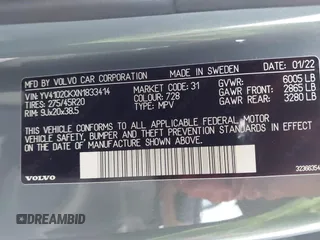 MFD BY VOLVO CAR CORPORATION MADE IN SWEDEN DATE: 01/22
VIN: YV4102CKXN1833414 MARKET CODE: 31 GVWR: 6005 LB
TIRES: 275/45R20 COLOUR: 728 GAWR FRONT: 2865 LB
RIM: 9Jx20x38.5 TYPE: MPV GAWR REAR: 3280 LB
THIS VEHICLE CONFORMS TO ALL APPLICABLE FEDERAL MOTOR
VEHICLE SAFETY, BUMPER AND THEFT PREVENTION STANDARDS
IN EFFECT ON THE DATE OF MANUFACTURE SHOWN ABOVE.
VOLVO
DREAMBID